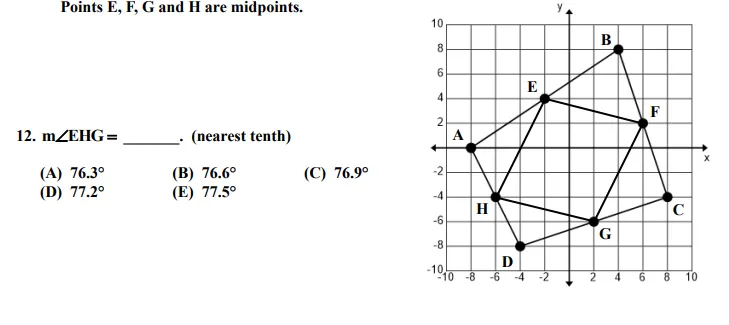 Points E, F, G and H are midpoints.
12. m∠EHG = ______. (nearest tenth)
(A) 76.3° (B) 76.6° (C) 76.9°
(D) 77.2° (E) 77.5°
y
10
8
6
4
2
-2
-4
-6
-8
-10
-10 -8 -6 -4 -2 2 4 6 8 10
x
B
E
F
A
H
C
G
D